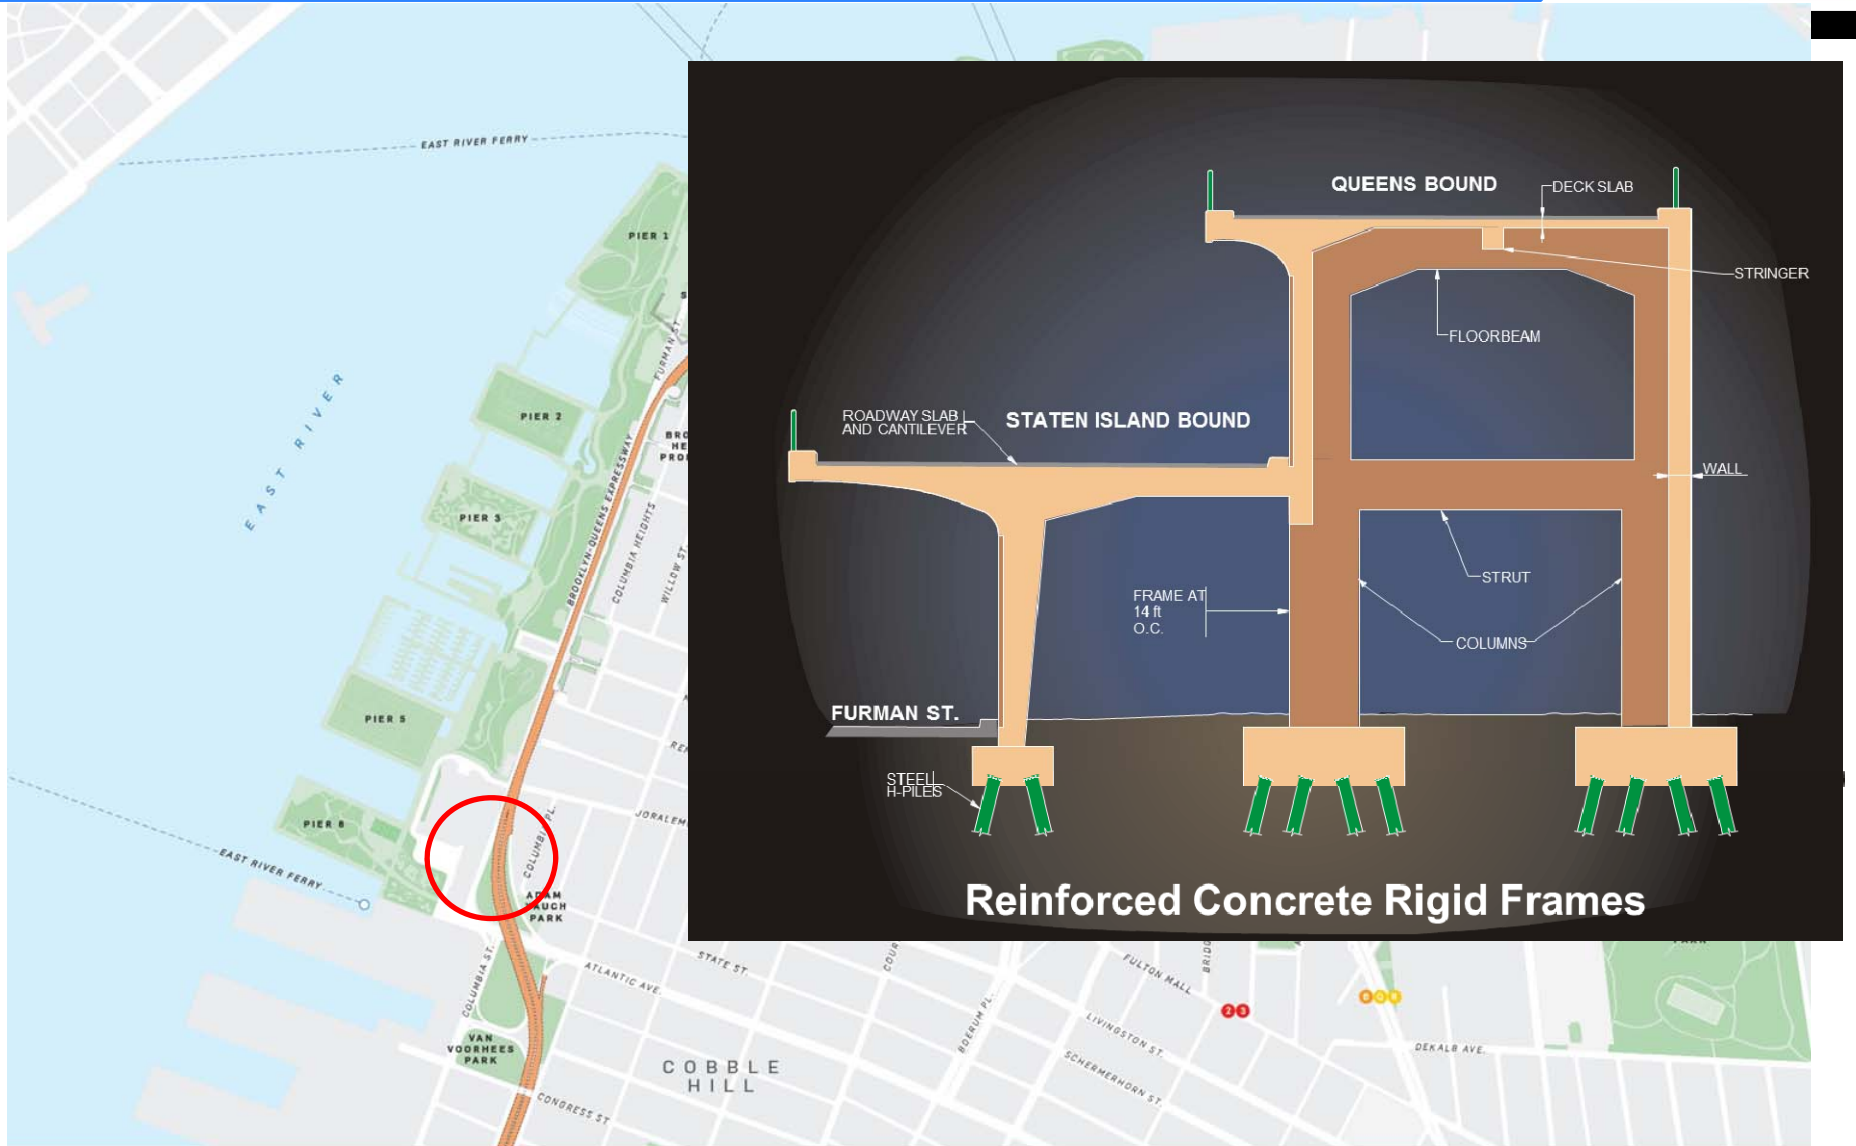 EAST RIVER FERRY
PIER 1
FURMAN ST.
PIER 2
EAST RIVER
PIER 3
BROOKLYN-QUEENS EXPRESSWAY
COLUMBIA HEIGHTS
WILLOW ST.
PIER 5
PIER 6
EAST RIVER FERRY
COLUMBIA PL.
ADAM
YAUCH
PARK
COLUMBIA ST.
STATE ST.
ATLANTIC AVE.
VAN
VOORHEES
PARK
COBBLE
HILL
CONGRESS ST
BOERUM PL.
FULTON MALL
2 3
B Q R
LIVINGSTON ST.
SCHERMERHORN ST.
DEKALB AVE.
PARK
QUEENS BOUND
DECK SLAB
STRINGER
FLOORBEAM
ROADWAY SLAB
AND CANTILEVER
STATEN ISLAND BOUND
WALL
STRUT
FRAME AT
14 ft
O.C.
COLUMNS
FURMAN ST.
STEEL
H-PILES
Reinforced Concrete Rigid Frames